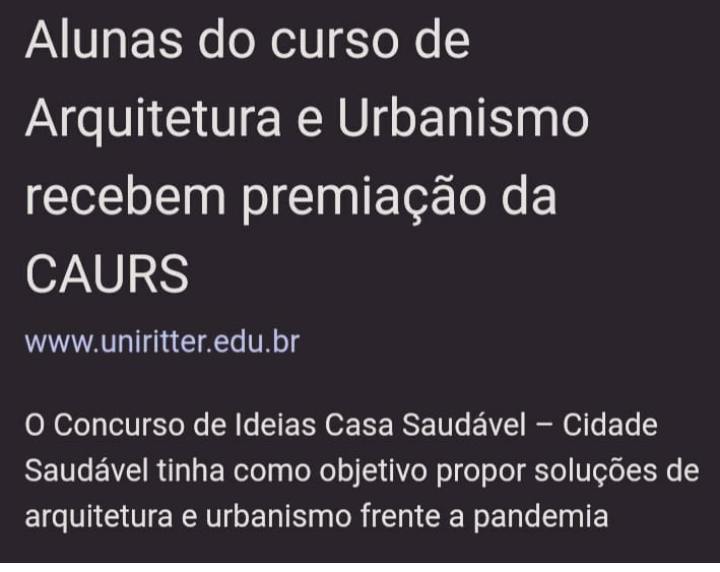 Alunas do curso de
Arquitetura e Urbanismo
recebem premiação da
CAURS
www.uniritter.edu.br
O Concurso de Ideias Casa Saudável – Cidade
Saudável tinha como objetivo propor soluções de
arquitetura e urbanismo frente a pandemia